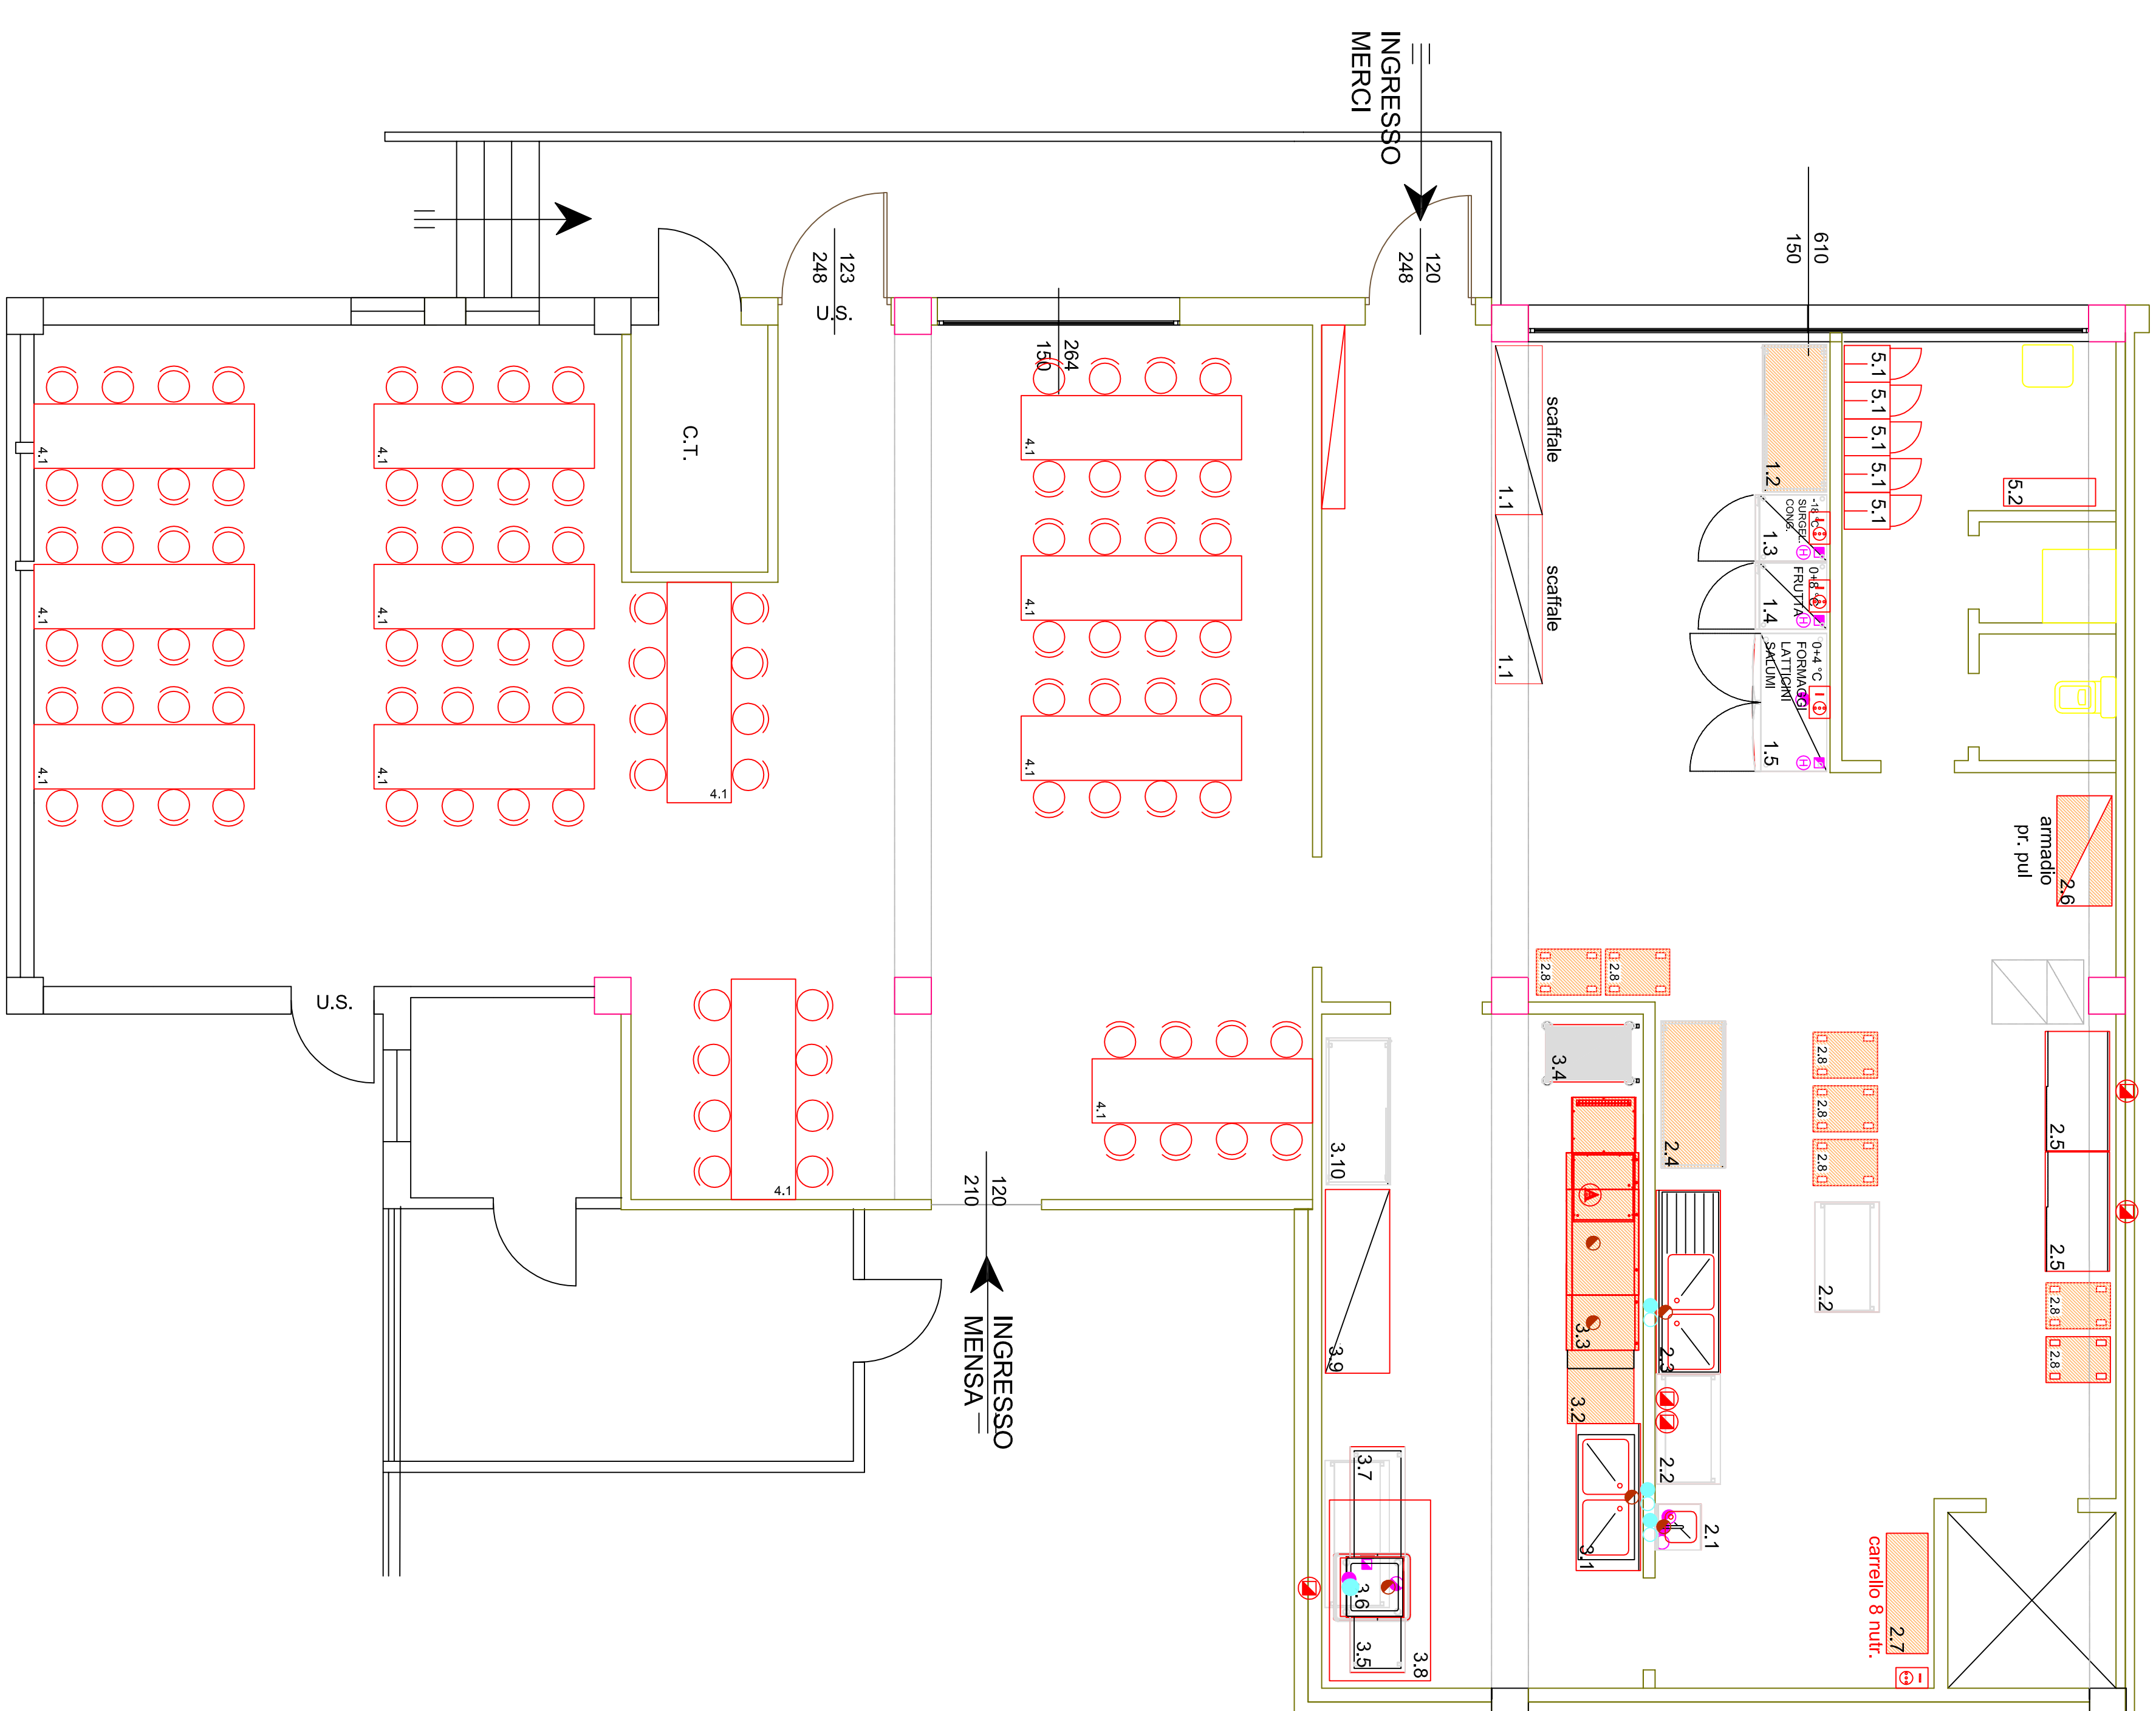 INGRESSO
MERCI
610
150
120
248
123
248
U.S.
264
150
C.T.
scaffale
1.1
scaffale
1.1
1.2
-18 °C
SURGEL.
CONG.
1.3
0+8 °C
FRUTTA
1.4
0+4 °C
FORMAGGI
LATTICINI
SALUMI
1.5
5.1
5.1
5.1
5.1
5.1
5.2
armadio
pr. pul
2.6
4.1
4.1
4.1
4.1
4.1
4.1
4.1
4.1
4.1
4.1
4.1
4.1
U.S.
120
210
INGRESSO
MENSA
2.8
2.8
2.8
2.8
2.8
2.8
2.8
2.5
2.5
2.4
2.3
2.2
2.2
2.1
3.4
3.3
3.2
3.1
3.10
3.9
3.7
3.6
3.5
3.8
carrello 8 nutr.
2.7